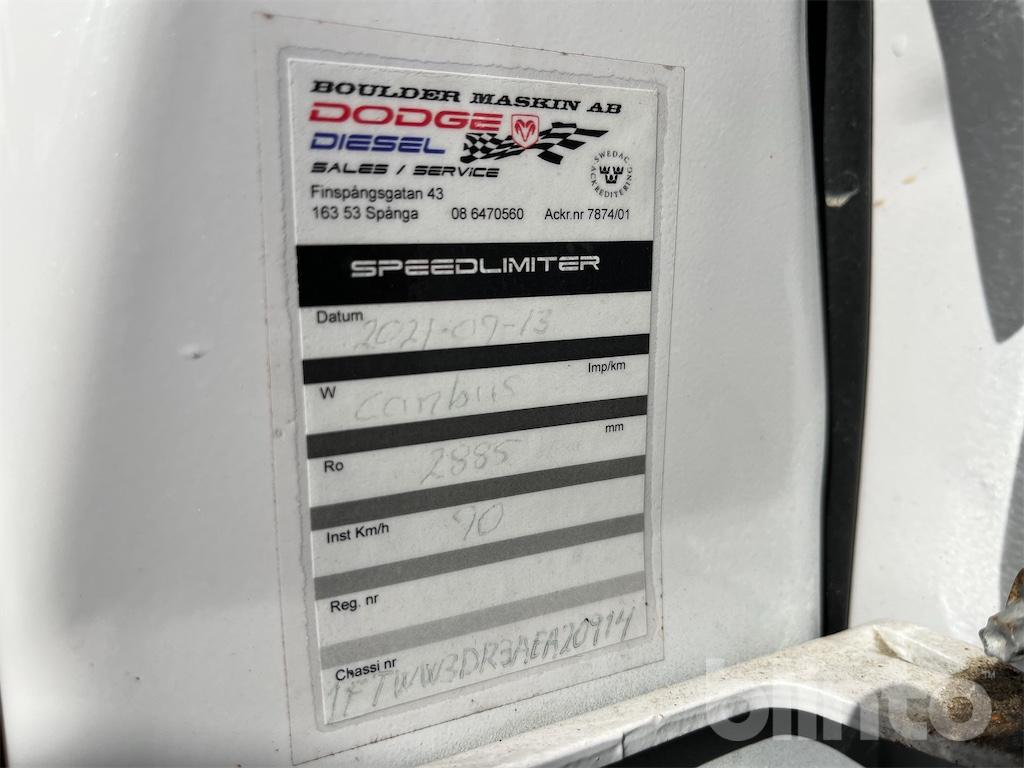 BOULDER MASKIN AB
DODGE
DIESEL
SALES / SERVICE
SWEDAC ACKREDITERING
Finspångsgatan 43
163 53 Spånga 08 6470560 Ackr.nr 7874/01
SPEEDLIMITER
Datum 2021-07-13
W Canbus Imp/km
Ro 2885 mm
Inst Km/h 90
Reg. nr
Chassi nr 1FTWW3DR3AEA20914
blinto™